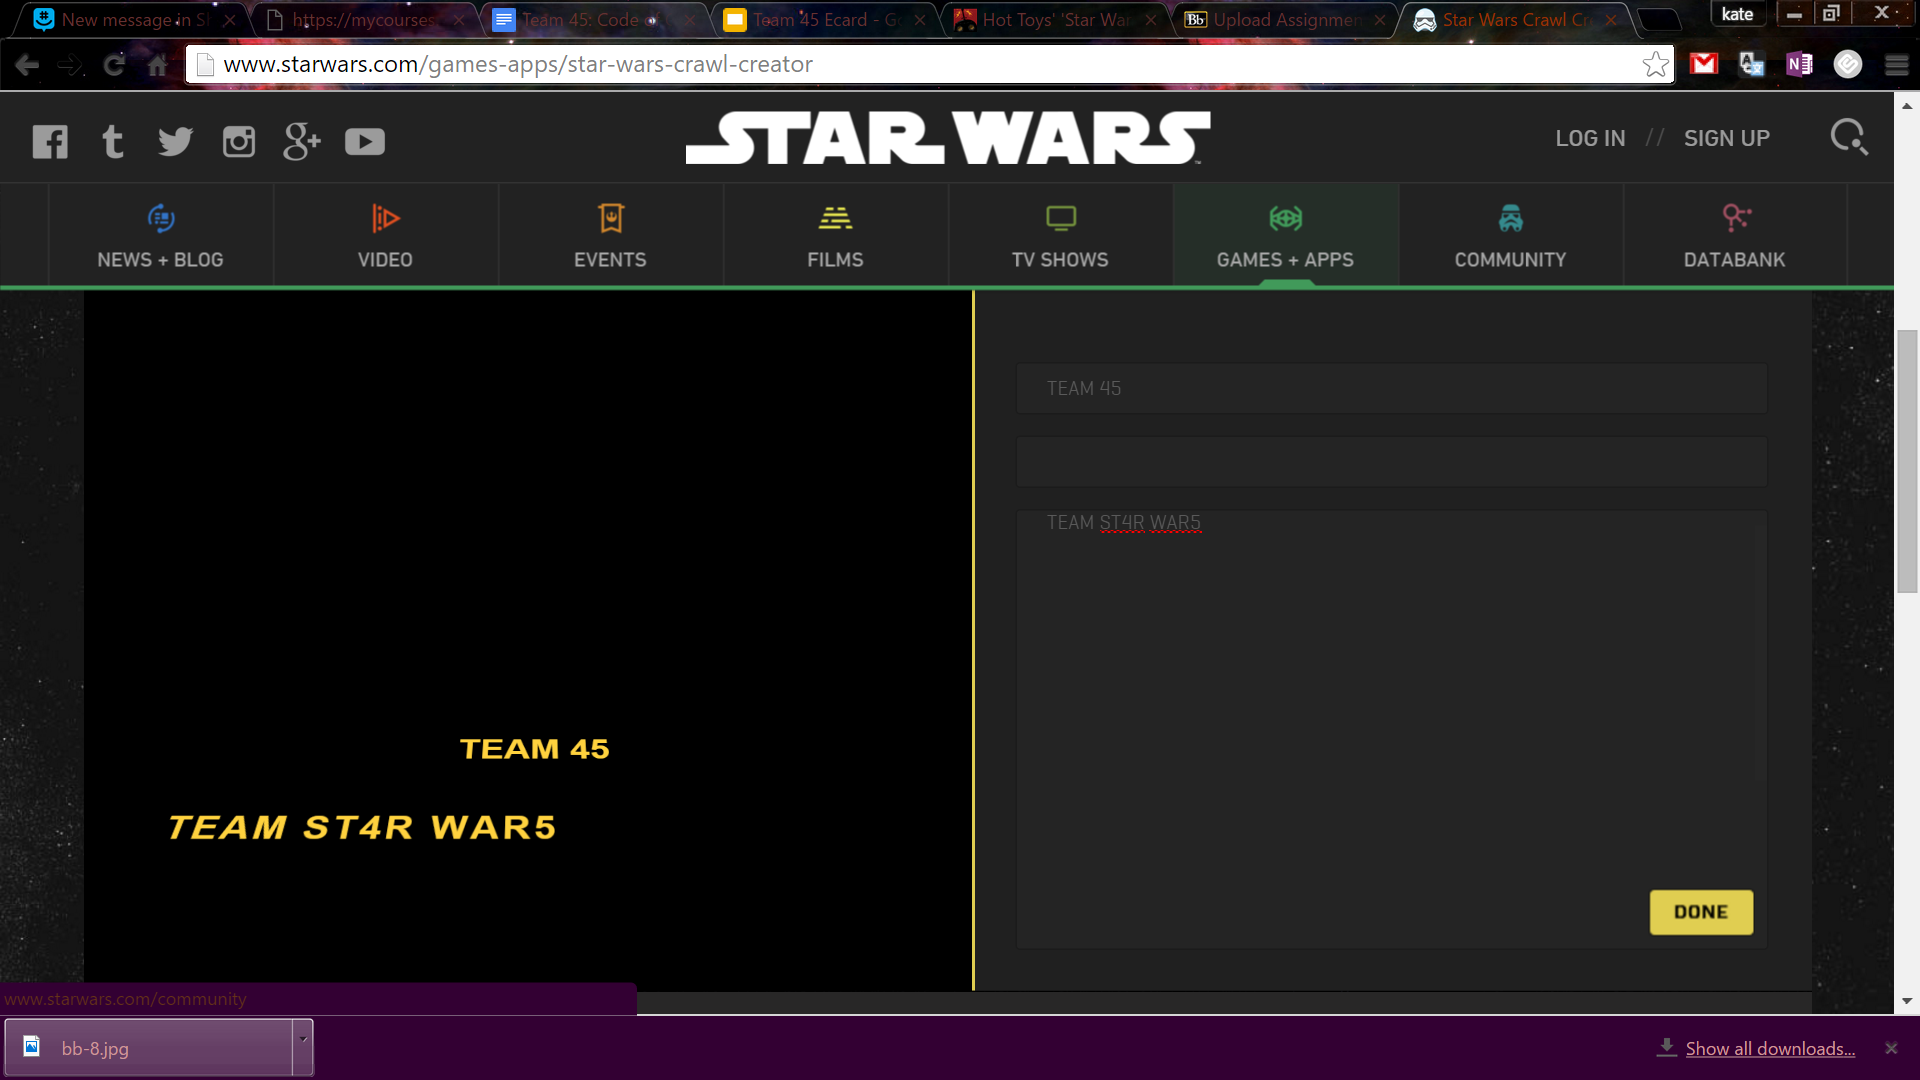 New message in S
https://mycourses
Team 45: Code o
Team 45 Ecard - G
Hot Toys' 'Star War
Bb Upload Assignmen
Star Wars Crawl Cr
kate
www.starwars.com/games-apps/star-wars-crawl-creator
STAR WARS
LOG IN // SIGN UP
NEWS + BLOG
VIDEO
EVENTS
FILMS
TV SHOWS
GAMES + APPS
COMMUNITY
DATABANK
TEAM 45
TEAM ST4R WAR5
TEAM 45
TEAM ST4R WAR5
DONE
www.starwars.com/community
bb-8.jpg
Show all downloads...